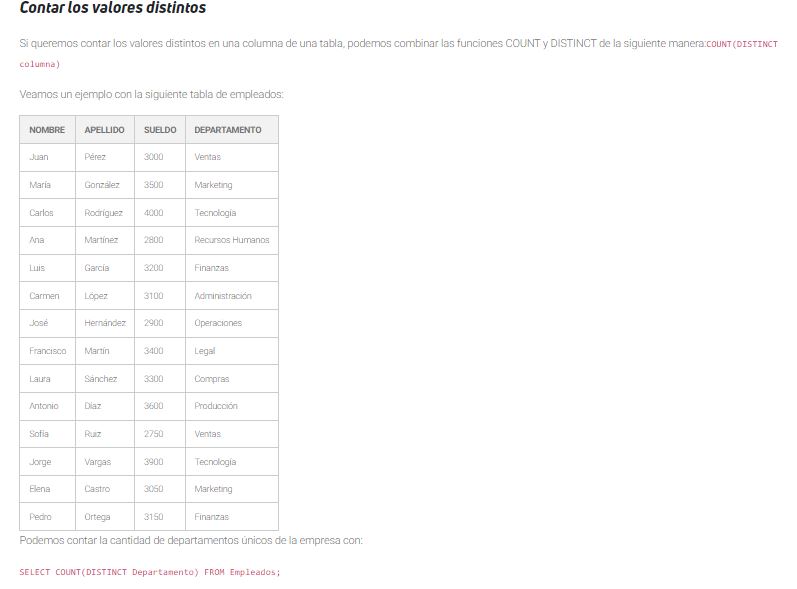 Contar los valores distintos
Si queremos contar los valores distintos en una columna de una tabla, podemos combinar las funciones COUNT y DISTINCT de la siguiente manera:COUNT(DISTINCT
columna)
Veamos un ejemplo con la siguiente tabla de empleados:
NOMBRE APELLIDO SUELDO DEPARTAMENTO
Juan Pérez 3000 Ventas
María González 3500 Marketing
Carlos Rodríguez 4000 Tecnología
Ana Martínez 2800 Recursos Humanos
Luis García 3200 Finanzas
Carmen López 3100 Administración
José Hernández 2900 Operaciones
Francisco Martín 3400 Legal
Laura Sánchez 3300 Compras
Antonio Díaz 3600 Producción
Sofía Ruiz 2750 Ventas
Jorge Vargas 3900 Tecnología
Elena Castro 3050 Marketing
Pedro Ortega 3150 Finanzas
Podemos contar la cantidad de departamentos únicos de la empresa con:
SELECT COUNT(DISTINCT Departamento) FROM Empleados;